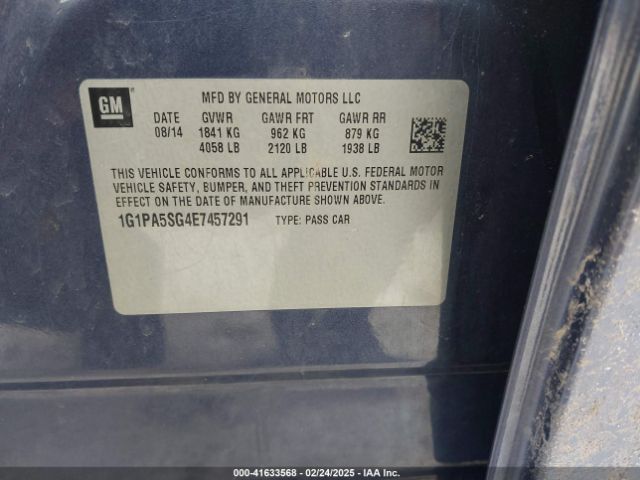 GM
MFD BY GENERAL MOTORS LLC
DATE GVWR GAWR FRT GAWR RR
08/14 1841 KG 962 KG 879 KG
4058 LB 2120 LB 1938 LB
THIS VEHICLE CONFORMS TO ALL APPLICABLE U.S. FEDERAL MOTOR
VEHICLE SAFETY, BUMPER, AND THEFT PREVENTION STANDARDS IN
EFFECT ON THE DATE OF MANUFACTURE SHOWN ABOVE.
1G1PA5SG4E7457291 TYPE: PASS CAR
000-41633568 - 02/24/2025 - IAA Inc.